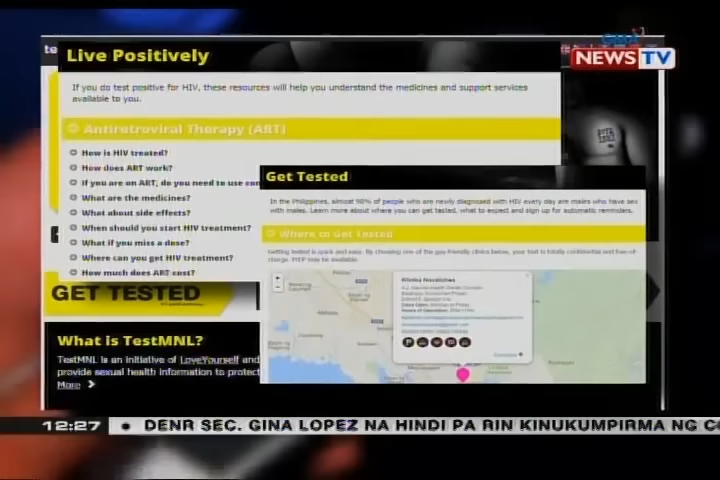 GMA
NEWS TV
te
Live Positively
If you do test positive for HIV, these resources will help you understand the medicines and support services
available to you.
Antiretroviral Therapy (ART)
How is HIV treated?
How does ART work?
If you are on ART, do you need to use con
What are the medicines?
What about side effects?
When should you start HIV treatment?
What if you miss a dose?
Where can you get HIV treatment?
How much does ART cost?
Get Tested
In the Philippines, almost 90% of people who are newly diagnosed with HIV every day are males who have sex
with males. Learn more about where you can get tested, what to expect and sign up for automatic reminders.
Where to Get Tested
Getting tested is quick and easy. By choosing one of the gay-friendly clinics below, your test is totally confidential and free-of-
charge. PrEP may be available.
Klinika Novaliches
GET TESTED
What is TestMNL?
TestMNL is an initiative of LoveYourself and
provide sexual health information to protect
More
12:27 DENR SEC. GINA LOPEZ NA HINDI PA RIN KINUKUMPIRMA NG CO